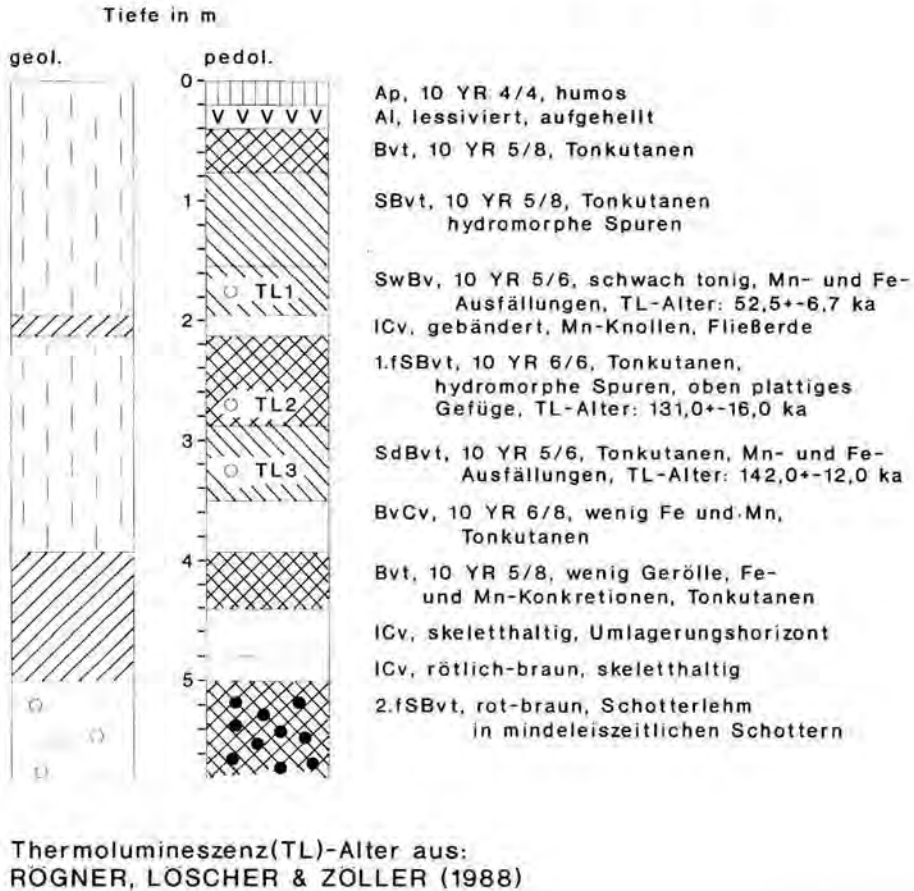 Tiefe in m
geol.
pedol.
0
Ap, 10 YR 4/4, humos
Al, lessiviert, aufgehellt
Bvt, 10 YR 5/8, Tonkutanen
1
SBvt, 10 YR 5/8, Tonkutanen
hydromorphe Spuren
TL1
SwBv, 10 YR 5/6, schwach tonig, Mn- und Fe-
Ausfällungen, TL-Alter: 52,5+-6,7 ka
2
ICv, gebändert, Mn-Knollen, Fließerde
1.fSBvt, 10 YR 6/6, Tonkutanen,
hydromorphe Spuren, oben plattiges
TL2
Gefüge, TL-Alter: 131,0+-16,0 ka
3
TL3
SdBvt, 10 YR 5/6, Tonkutanen, Mn- und Fe-
Ausfällungen, TL-Alter: 142,0+-12,0 ka
BvCv, 10 YR 6/8, wenig Fe und Mn,
Tonkutanen
4
Bvt, 10 YR 5/8, wenig Gerölle, Fe-
und Mn-Konkretionen, Tonkutanen
ICv, skeletthaltig, Umlagerungshorizont
ICv, rötlich-braun, skeletthaltig
5
2.fSBvt, rot-braun, Schotterlehm
in mindeleiszeitlichen Schottern
Thermolumineszenz(TL)-Alter aus:
RÖGNER, LÖSCHER & ZÖLLER (1988)